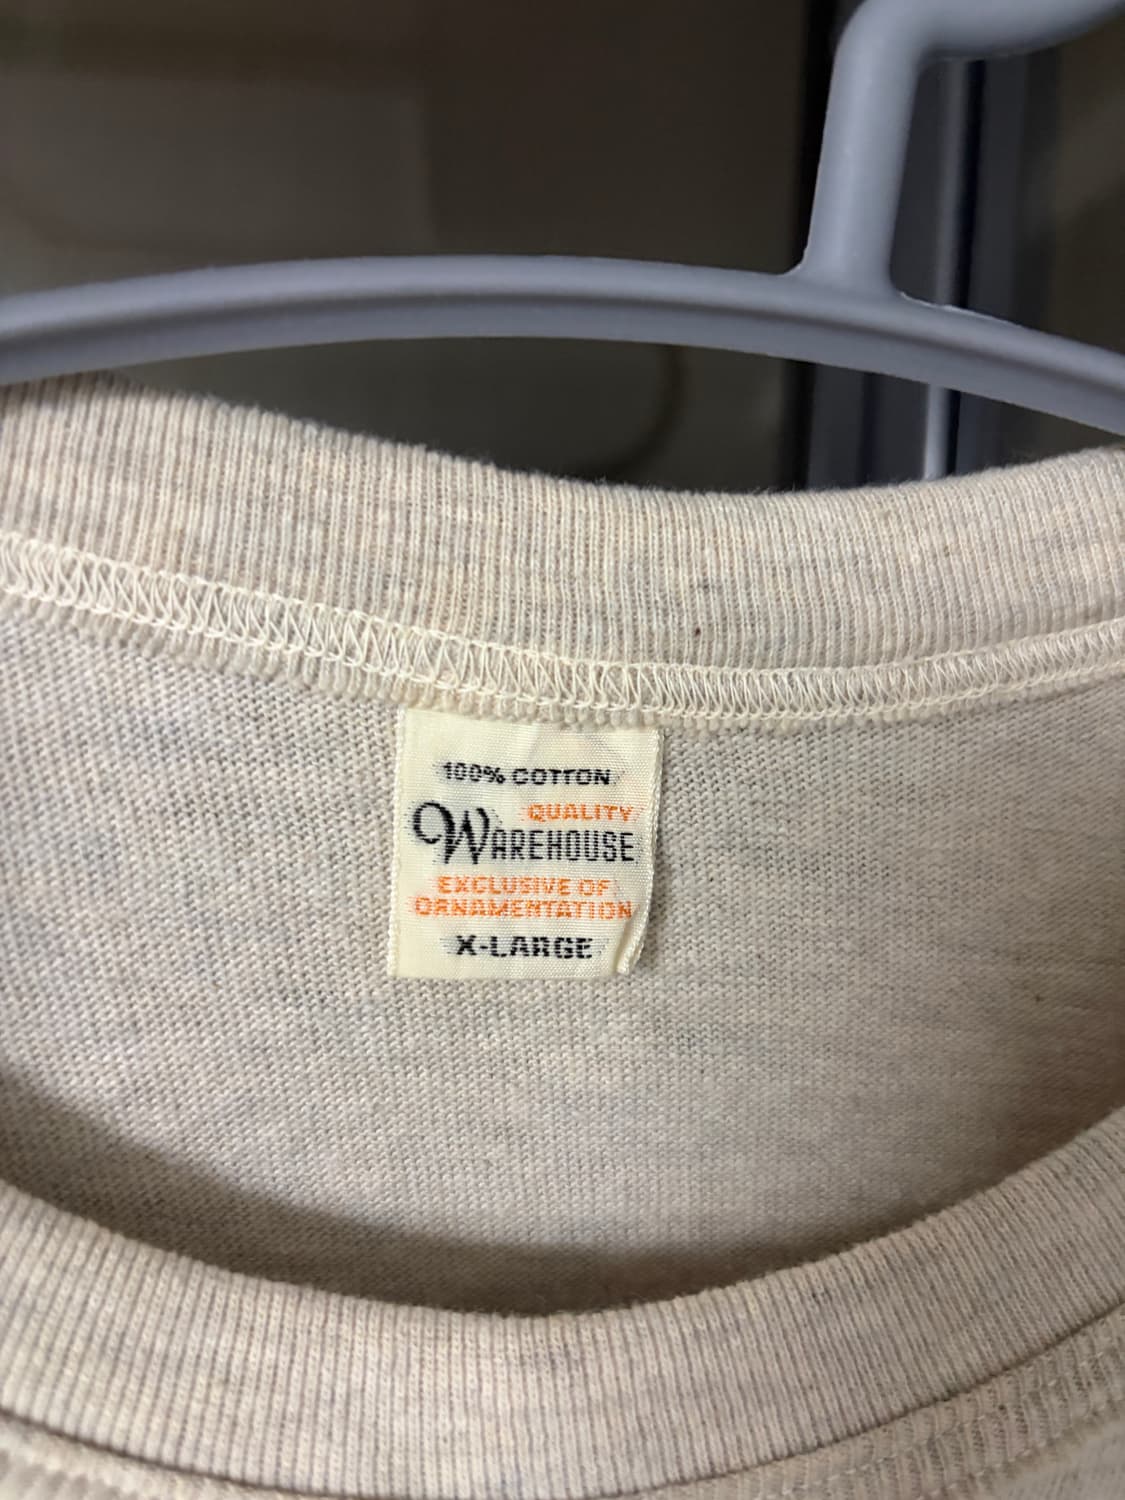 100% COTTON
QUALITY
WAREHOUSE
EXCLUSIVE OF
ORNAMENTATION
X-LARGE